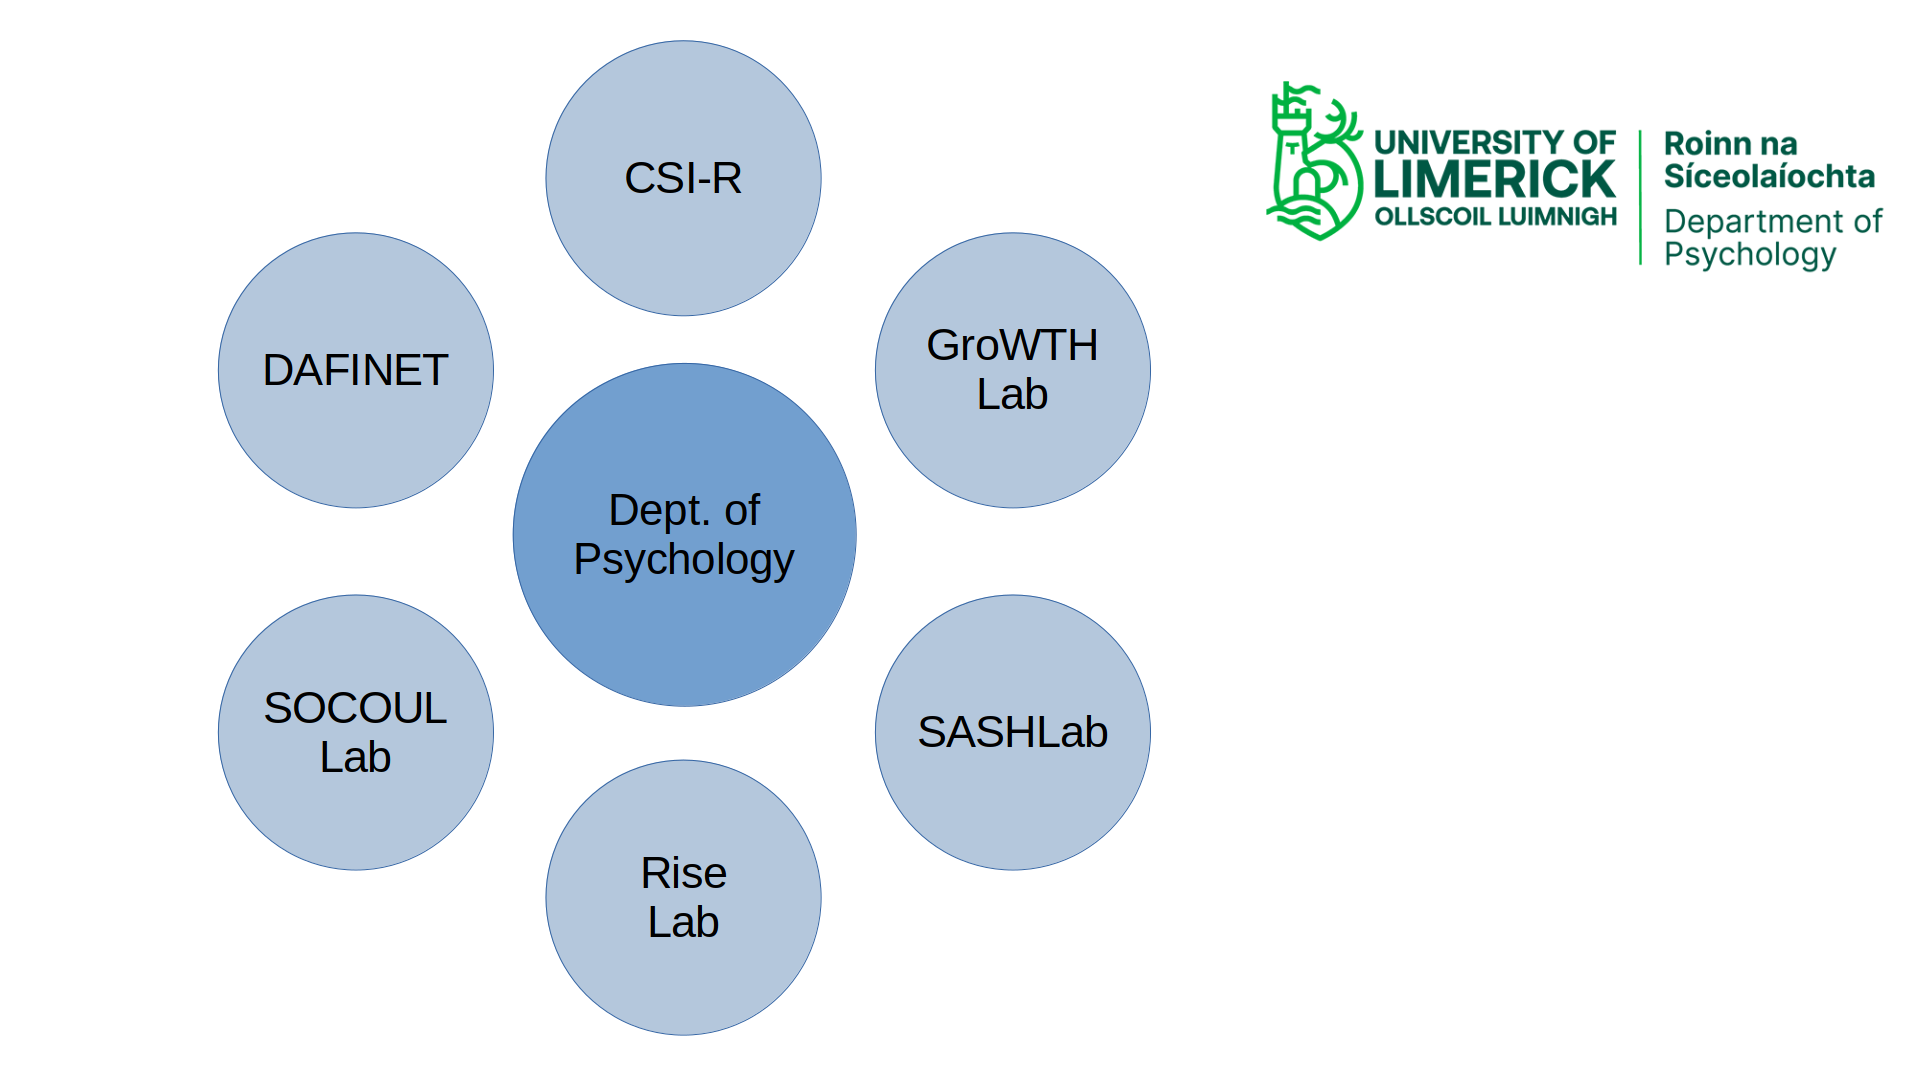 CSI-R
UNIVERSITY OF
LIMERICK
OLLSCOIL LUIMNIGH
Roinn na
Síceolaíochta
Department of
Psychology
DAFINET
GroWTH
Lab
Dept. of
Psychology
SOCOUL
Lab
SASHLab
Rise
Lab